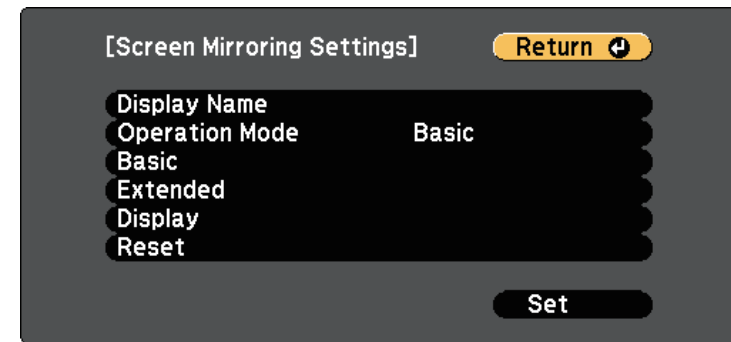 [Screen Mirroring Settings] Return
Display Name
Operation Mode Basic
Basic
Extended
Display
Reset
Set